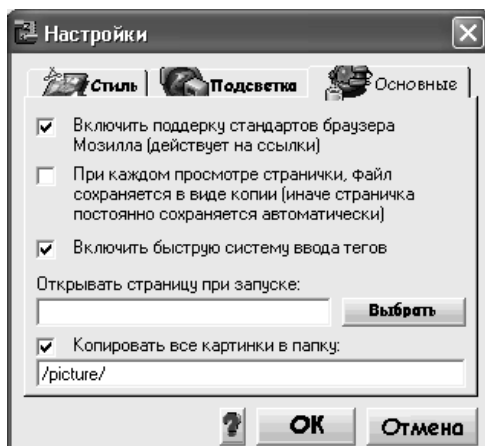 Настройки
Стиль Подсветка Основные
Включить поддерку стандартов браузера
Мозилла (действует на ссылки)
При каждом просмотре странички, файл
сохраняется в виде копии (иначе страничка
постоянно сохраняется автоматически)
Включить быструю систему ввода тегов
Открывать страницу при запуске:
Выбрать
Копировать все картинки в папку:
/picture/
? ОК Отмена